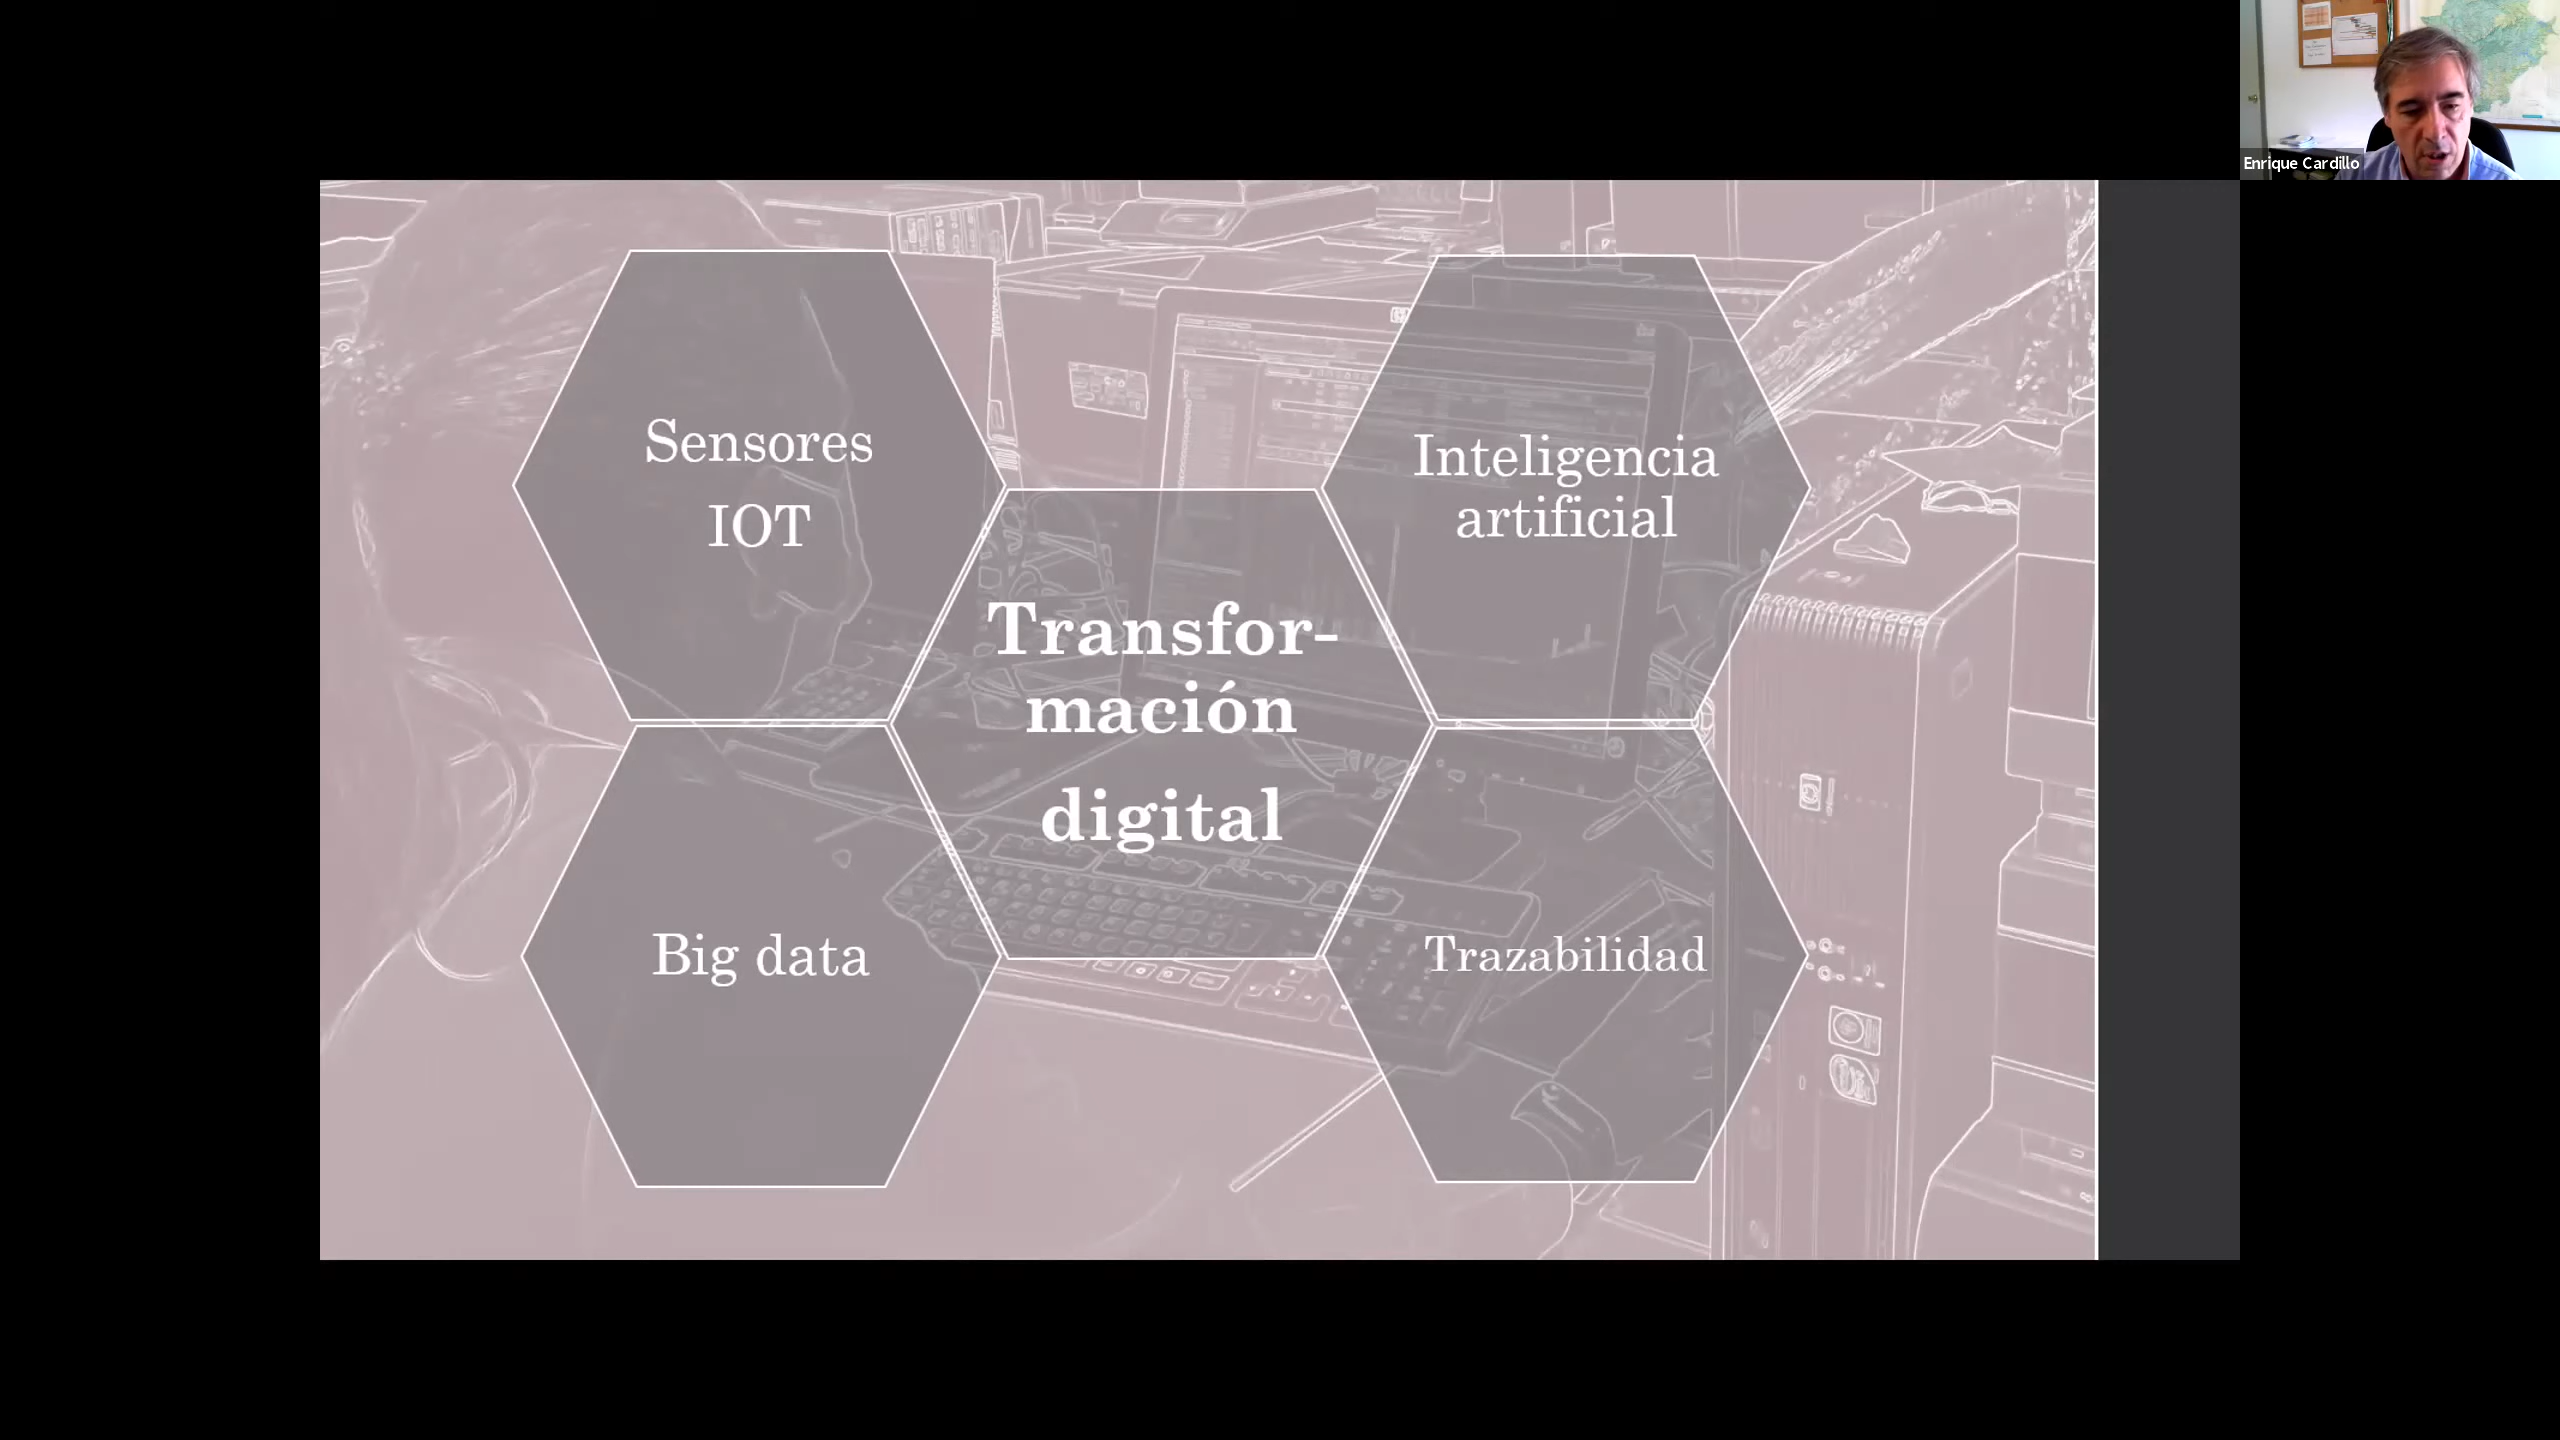 Enrique Cardillo
Sensores
IOT
Inteligencia
artificial
Transfor-
mación
digital
Big data
Trazabilidad